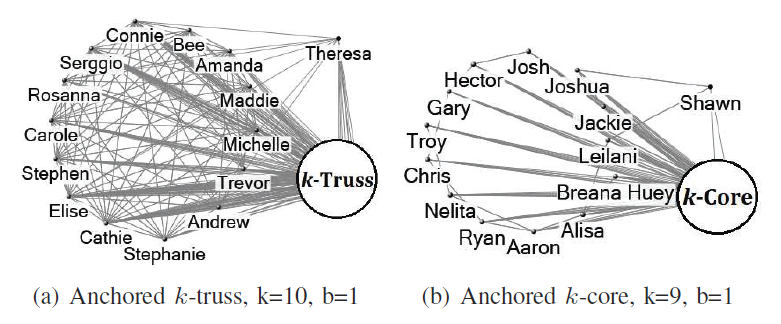 Connie
Bee
Theresa
Serggio
Amanda
Rosanna
Maddie
Carole
Michelle
Stephen
Trevor
k-Truss
Elise
Andrew
Cathie
Stephanie
(a) Anchored k-truss, k=10, b=1
Josh
Hector
Joshua
Gary
Shawn
Jackie
Troy
Leilani
Chris
Breana Huey
k-Core
Nelita
Alisa
Ryan
Aaron
(b) Anchored k-core, k=9, b=1